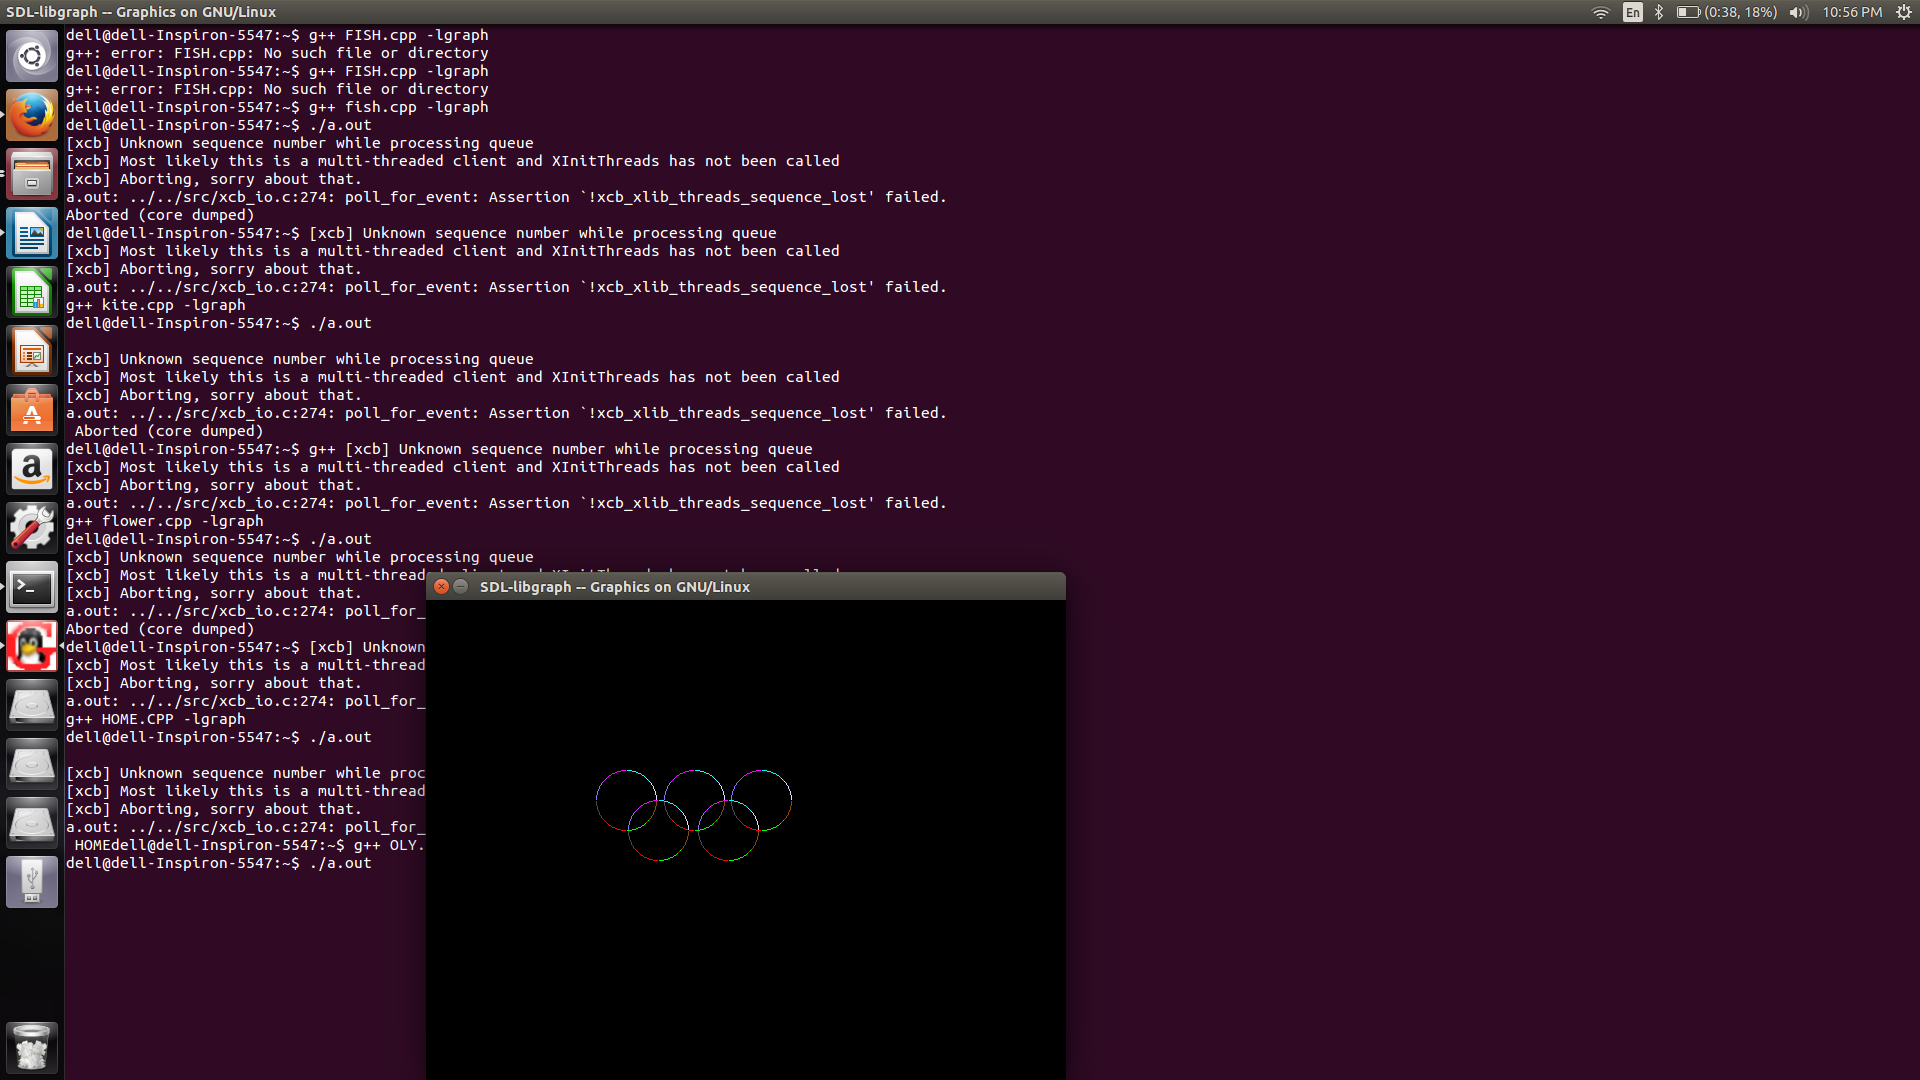 SDL-libgraph -- Graphics on GNU/Linux
En (0:38, 18%) 10:56 PM
dell@dell-Inspiron-5547:~$ g++ FISH.cpp -lgraph
g++: error: FISH.cpp: No such file or directory
dell@dell-Inspiron-5547:~$ g++ FISH.cpp -lgraph
g++: error: FISH.cpp: No such file or directory
dell@dell-Inspiron-5547:~$ g++ fish.cpp -lgraph
dell@dell-Inspiron-5547:~$ ./a.out
[xcb] Unknown sequence number while processing queue
[xcb] Most likely this is a multi-threaded client and XInitThreads has not been called
[xcb] Aborting, sorry about that.
a.out: ../../src/xcb_io.c:274: poll_for_event: Assertion `!xcb_xlib_threads_sequence_lost' failed.
Aborted (core dumped)
dell@dell-Inspiron-5547:~$ [xcb] Unknown sequence number while processing queue
[xcb] Most likely this is a multi-threaded client and XInitThreads has not been called
[xcb] Aborting, sorry about that.
a.out: ../../src/xcb_io.c:274: poll_for_event: Assertion `!xcb_xlib_threads_sequence_lost' failed.
g++ kite.cpp -lgraph
dell@dell-Inspiron-5547:~$ ./a.out
[xcb] Unknown sequence number while processing queue
[xcb] Most likely this is a multi-threaded client and XInitThreads has not been called
[xcb] Aborting, sorry about that.
a.out: ../../src/xcb_io.c:274: poll_for_event: Assertion `!xcb_xlib_threads_sequence_lost' failed.
Aborted (core dumped)
dell@dell-Inspiron-5547:~$ g++ [xcb] Unknown sequence number while processing queue
[xcb] Most likely this is a multi-threaded client and XInitThreads has not been called
[xcb] Aborting, sorry about that.
a.out: ../../src/xcb_io.c:274: poll_for_event: Assertion `!xcb_xlib_threads_sequence_lost' failed.
g++ flower.cpp -lgraph
dell@dell-Inspiron-5547:~$ ./a.out
[xcb] Unknown sequence number while processing queue
[xcb] Most likely this is a multi-thread
[xcb] Aborting, sorry about that.
a.out: ../../src/xcb_io.c:274: poll_for_
Aborted (core dumped)
dell@dell-Inspiron-5547:~$ [xcb] Unknown
[xcb] Most likely this is a multi-thread
[xcb] Aborting, sorry about that.
a.out: ../../src/xcb_io.c:274: poll_for_
g++ HOME.CPP -lgraph
dell@dell-Inspiron-5547:~$ ./a.out
[xcb] Unknown sequence number while proc
[xcb] Most likely this is a multi-thread
[xcb] Aborting, sorry about that.
a.out: ../../src/xcb_io.c:274: poll_for_
HOMEdell@dell-Inspiron-5547:~$ g++ OLY.
dell@dell-Inspiron-5547:~$ ./a.out
SDL-libgraph -- Graphics on GNU/Linux